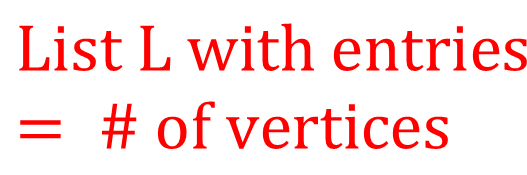 List L with entries
= # of vertices